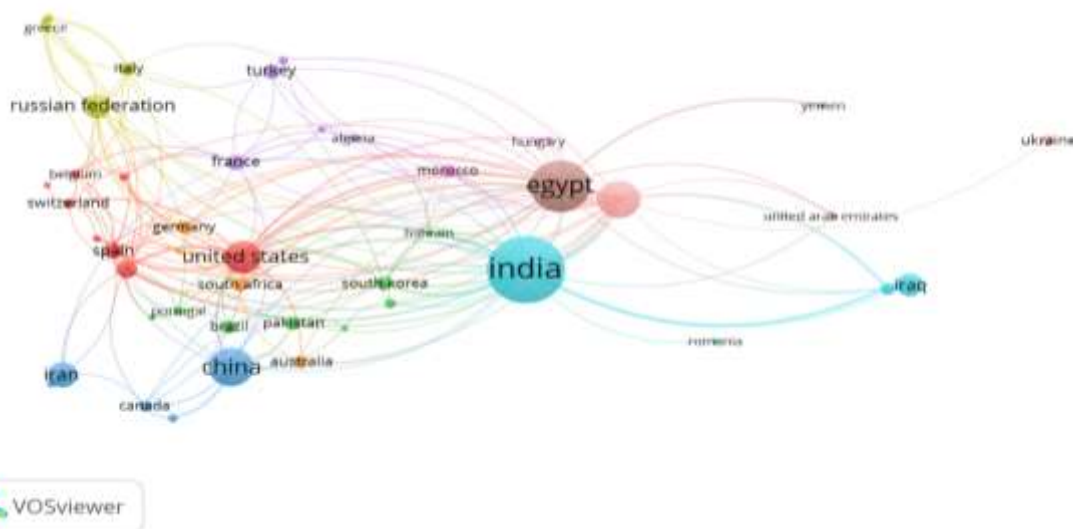 greece
italy
turkey
russian federation
yemen
algeria
hungary
ukraine
france
morocco
belgium
egypt
switzerland
united arab emirates
germany
bahrain
spain
united states
india
south africa
south korea
iraq
portugal
brazil
pakistan
romania
china
australia
iran
canada
VOSviewer